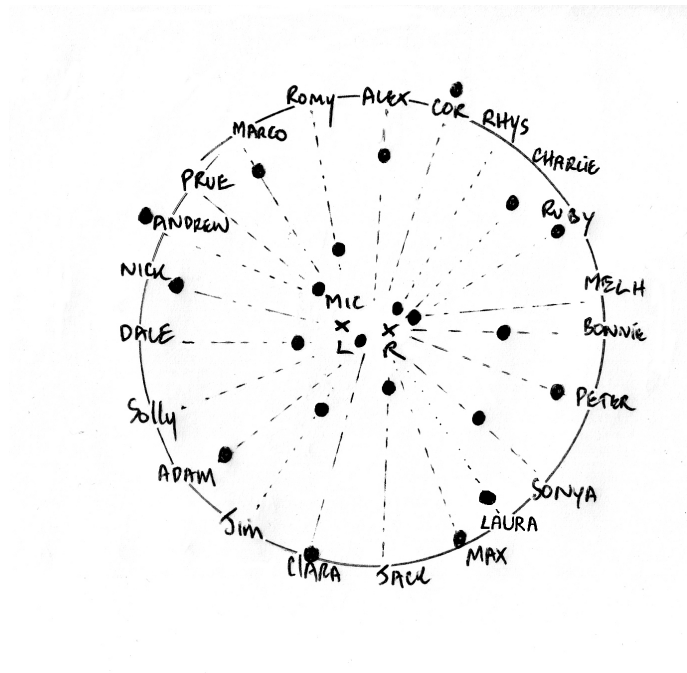 ROMY
ALEX
COR
RHYS
CHARLIE
RUBY
MELH
BONNIE
PETER
SONYA
LAURA
MAX
JACK
CLARA
Jim
ADAM
Solly
DALE
NICK
ANDREW
PRUE
MARCO
MIC
X X
L R